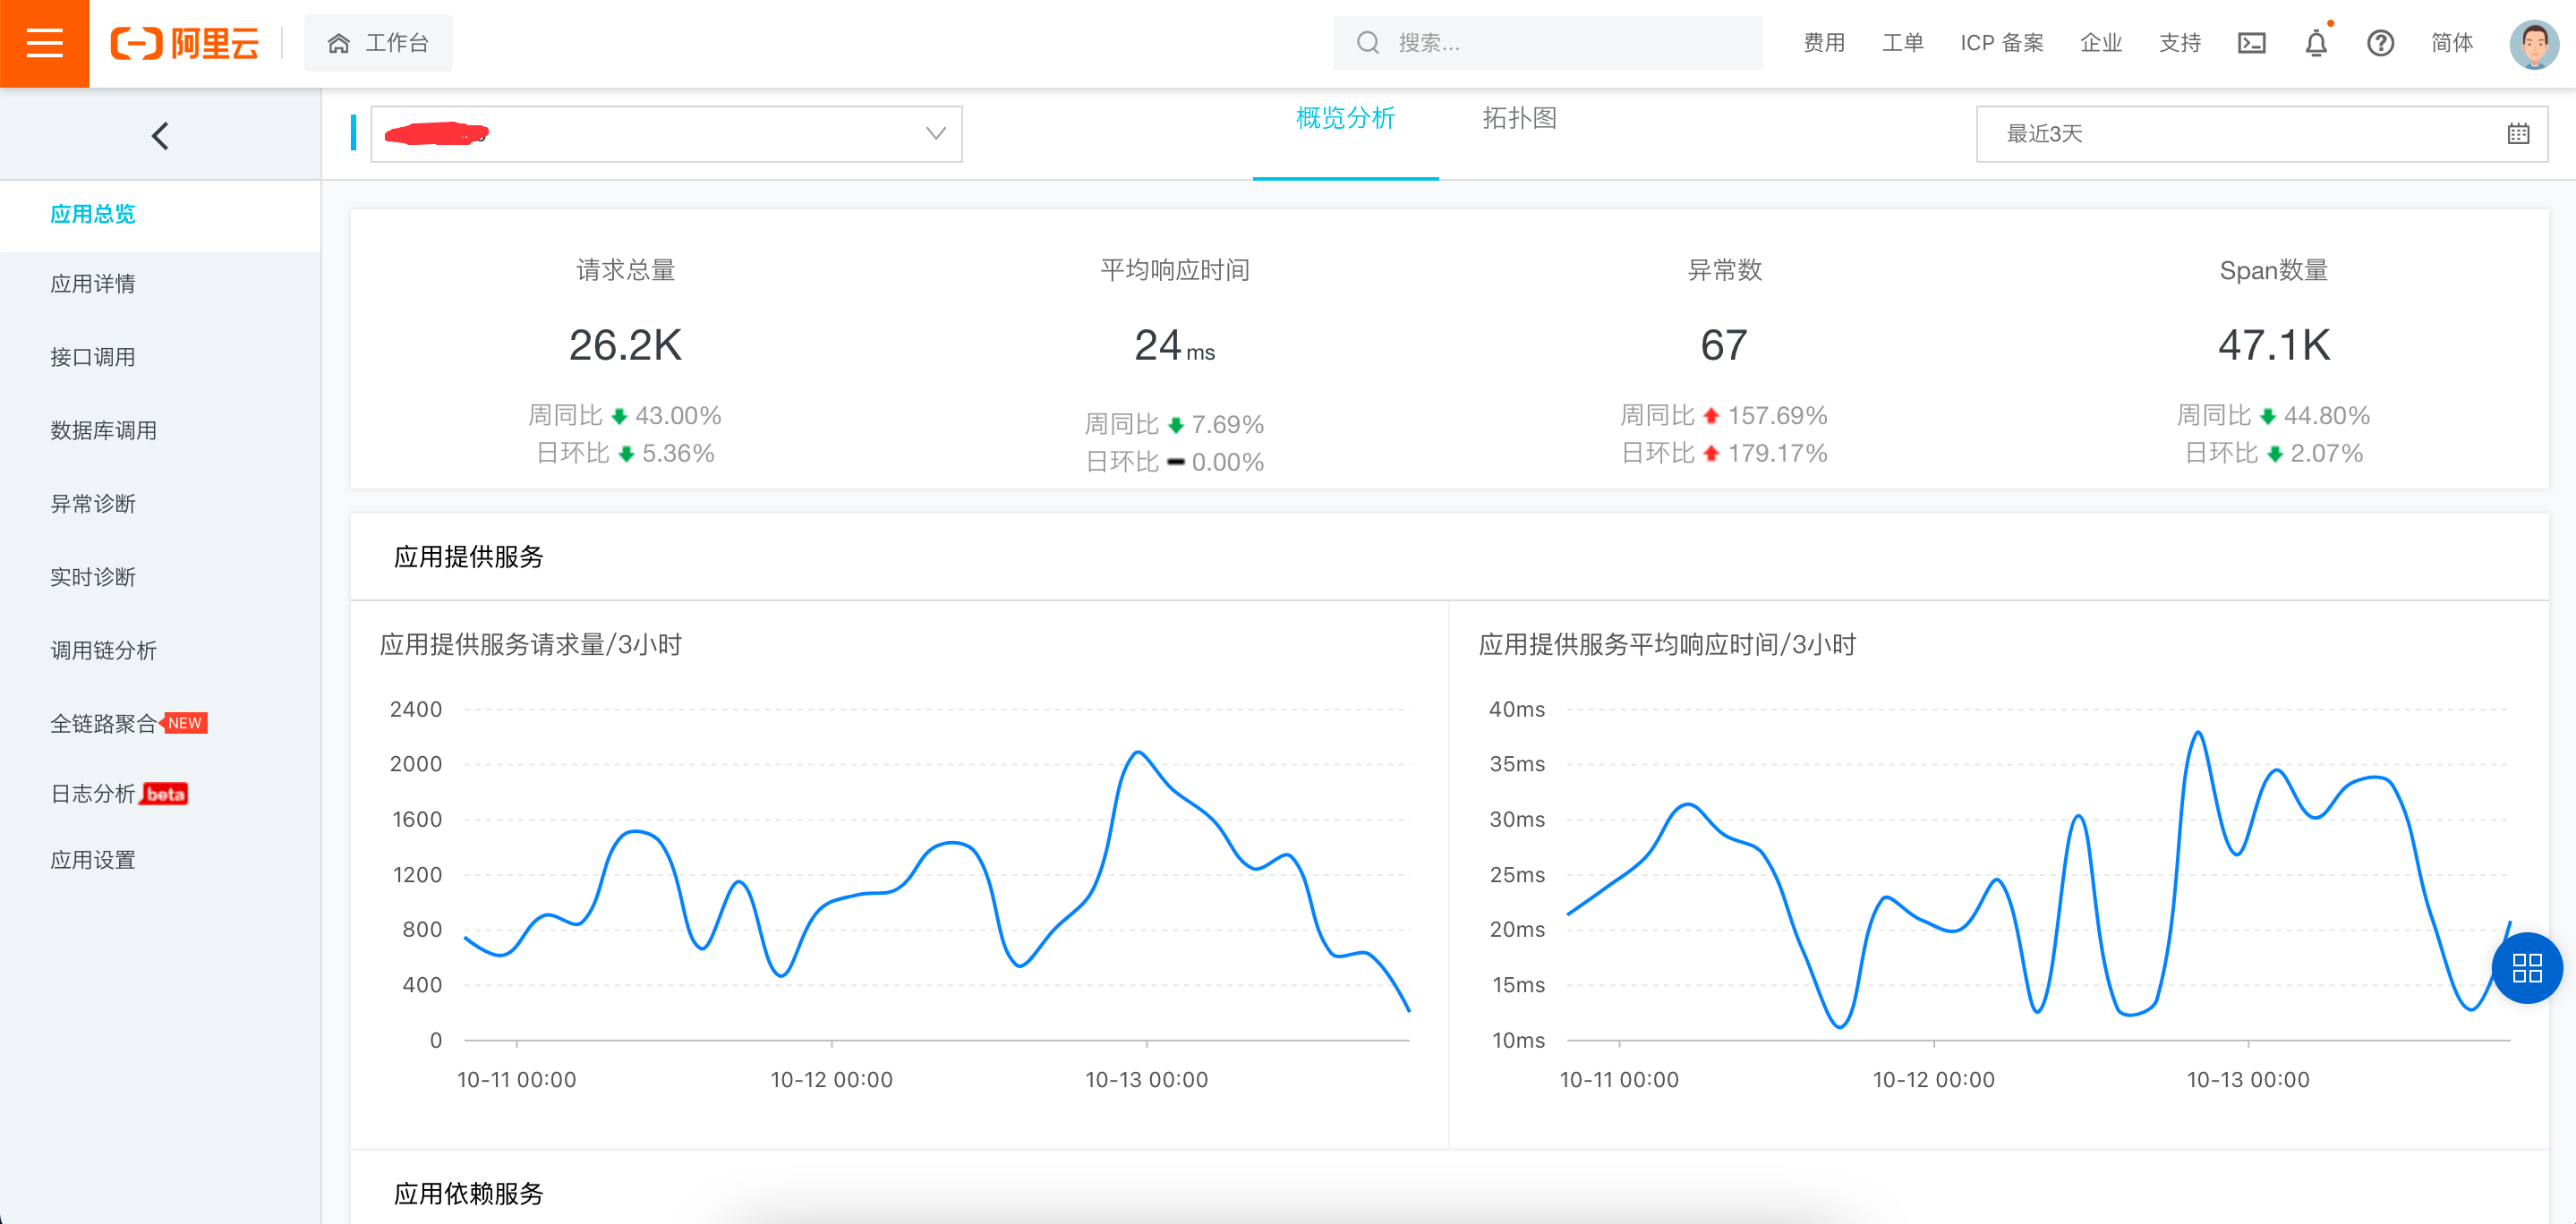 阿里云
工作台
搜索...
费用
工单
ICP 备案
企业
支持
简体
概览分析
拓扑图
最近3天
应用总览
应用详情
接口调用
数据库调用
异常诊断
实时诊断
调用链分析
全链路聚合 NEW
日志分析 beta
应用设置
请求总量
26.2K
周同比 43.00%
日环比 5.36%
平均响应时间
24 ms
周同比 7.69%
日环比 0.00%
异常数
67
周同比 157.69%
日环比 179.17%
Span数量
47.1K
周同比 44.80%
日环比 2.07%
应用提供服务
应用提供服务请求量/3小时
2400
2000
1600
1200
800
400
0
10-11 00:00
10-12 00:00
10-13 00:00
应用提供服务平均响应时间/3小时
40ms
35ms
30ms
25ms
20ms
15ms
10ms
10-11 00:00
10-12 00:00
10-13 00:00
应用依赖服务